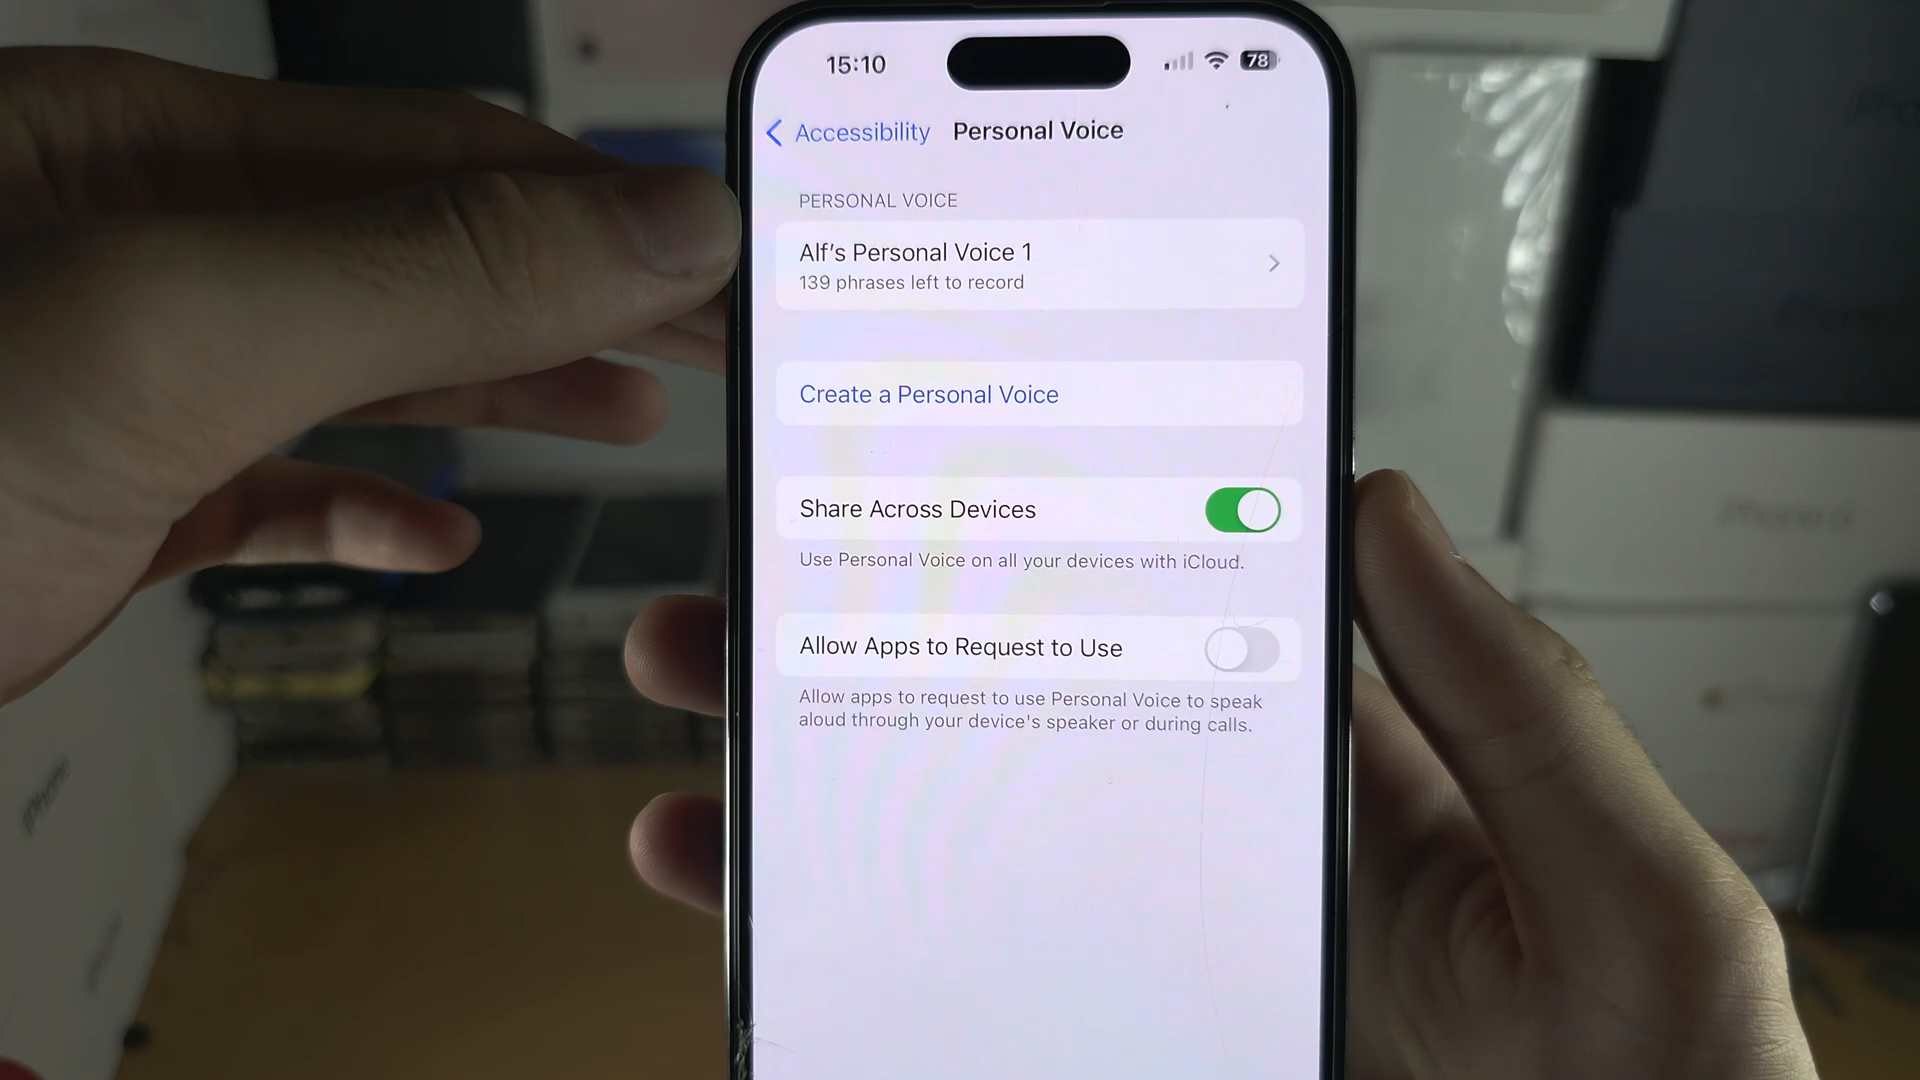 15:10
78
Accessibility
Personal Voice
PERSONAL VOICE
Alf's Personal Voice 1
139 phrases left to record
Create a Personal Voice
Share Across Devices
Use Personal Voice on all your devices with iCloud.
Allow Apps to Request to Use
Allow apps to request to use Personal Voice to speak
aloud through your device's speaker or during calls.
iPhone